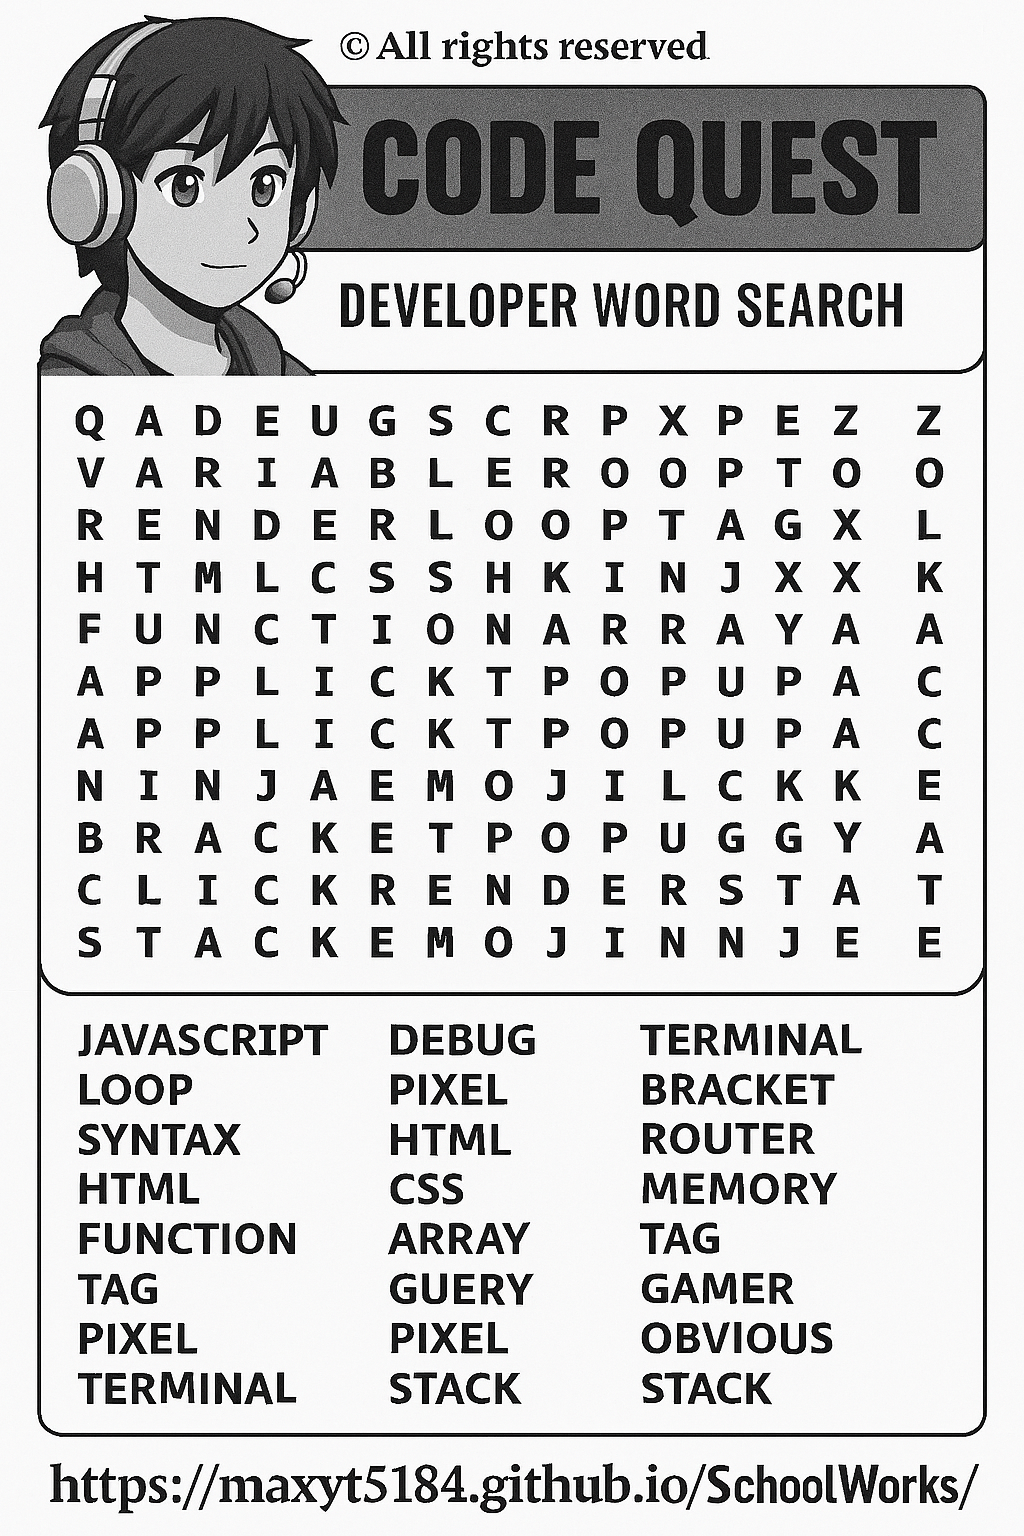 © All rights reserved
CODE QUEST
DEVELOPER WORD SEARCH
Q A D E U G S C R P X P E Z Z
V A R I A B L E R O O P T O O
R E N D E R L O O P T A G X L
H T M L C S S H K I N J X X K
F U N C T I O N A R R A Y A A
A P P L I C K T P O P U P A C
A P P L I C K T P O P U P A C
N I N J A E M O J I L C K K E
B R A C K E T P O P U G G Y A
C L I C K R E N D E R S T A T
S T A C K E M O J I N N J E E
JAVASCRIPT DEBUG TERMINAL
LOOP PIXEL BRACKET
SYNTAX HTML ROUTER
HTML CSS MEMORY
FUNCTION ARRAY TAG
TAG GUERY GAMER
PIXEL PIXEL OBVIOUS
TERMINAL STACK STACK
https://maxyt5184.github.io/SchoolWorks/